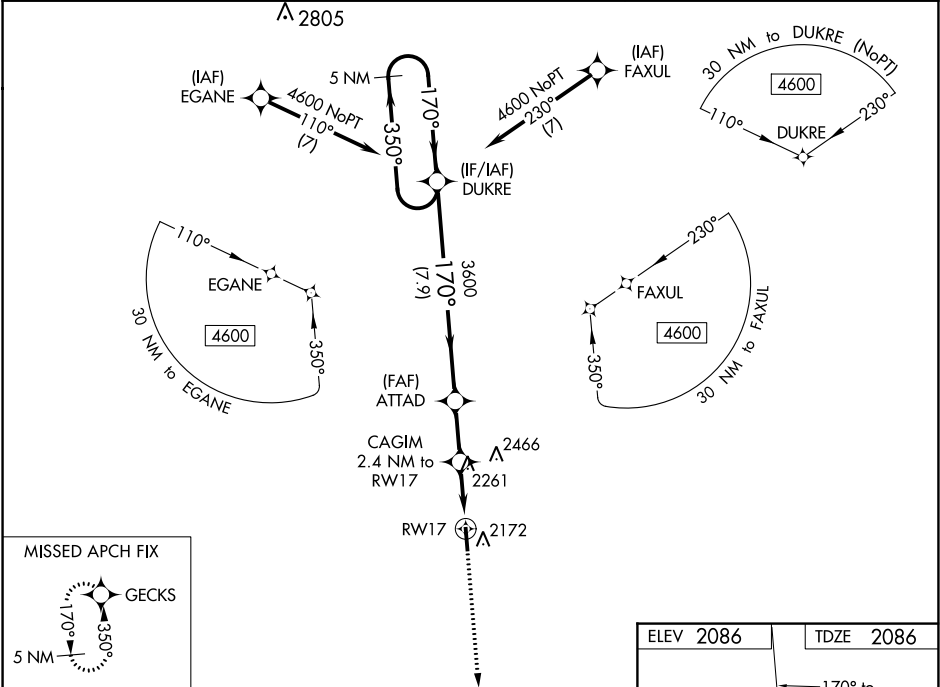 2805
(IAF)
EGANE
4600 NoPT
110°
(7)
5 NM
350°
170°
(IAF)
FAXUL
4600 NoPT
230°
(7)
(IF/IAF)
DUKRE
30 NM to DUKRE (NoPT)
4600
110°
230°
DUKRE
110°
EGANE
4600
350°
30 NM to EGANE
3600
170°
(7.9)
230°
FAXUL
4600
350°
30 NM to FAXUL
(FAF)
ATTAD
CAGIM
2.4 NM to
RW17
2466
2261
RW17
2172
MISSED APCH FIX
GECKS
170°
350°
5 NM
ELEV 2086
TDZE 2086
170° to